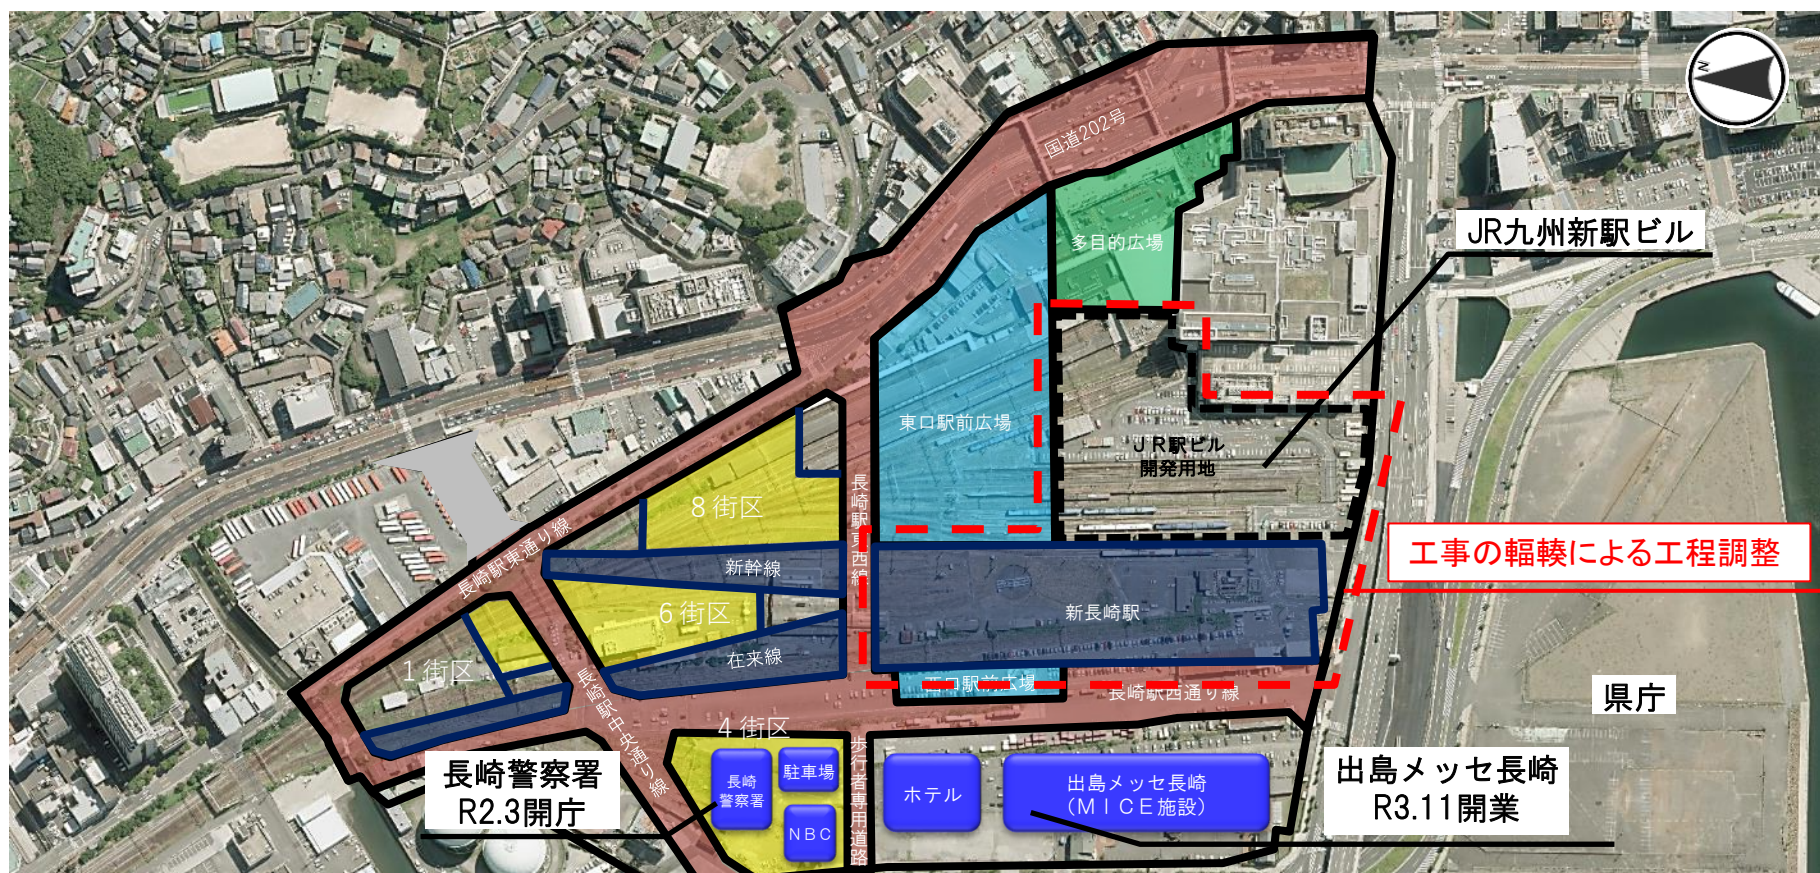 N
国道202号
多目的広場
JR九州新駅ビル
東口駅前広場
JR駅ビル
開発用地
8街区
長崎駅東西線
長崎駅東通り線
工事の輻輳による工程調整
新幹線
6街区
新長崎駅
在来線
1街区
西口駅前広場
長崎駅西通り線
県庁
長崎駅中央通り線
4街区
歩行者専用道路
長崎警察署
R2.3開庁
長崎
警察署
駐車場
NBC
ホテル
出島メッセ長崎
(MICE施設)
出島メッセ長崎
R3.11開業